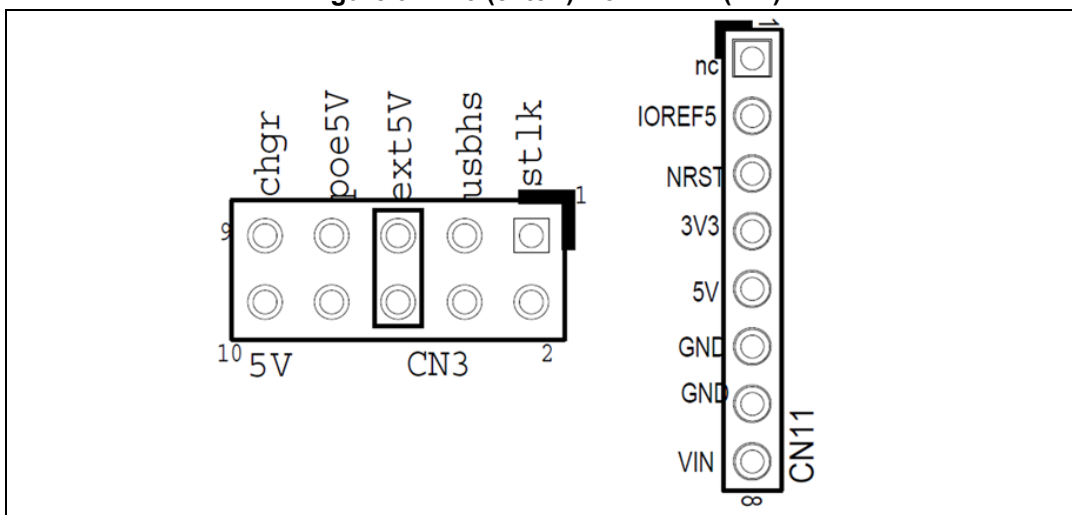 chgr
poe5V
ext5V
usbhs
stlk
1
9
10
5V
CN3
2
1
nc
IOREF5
NRST
3V3
5V
GND
GND
VIN
CN11
8